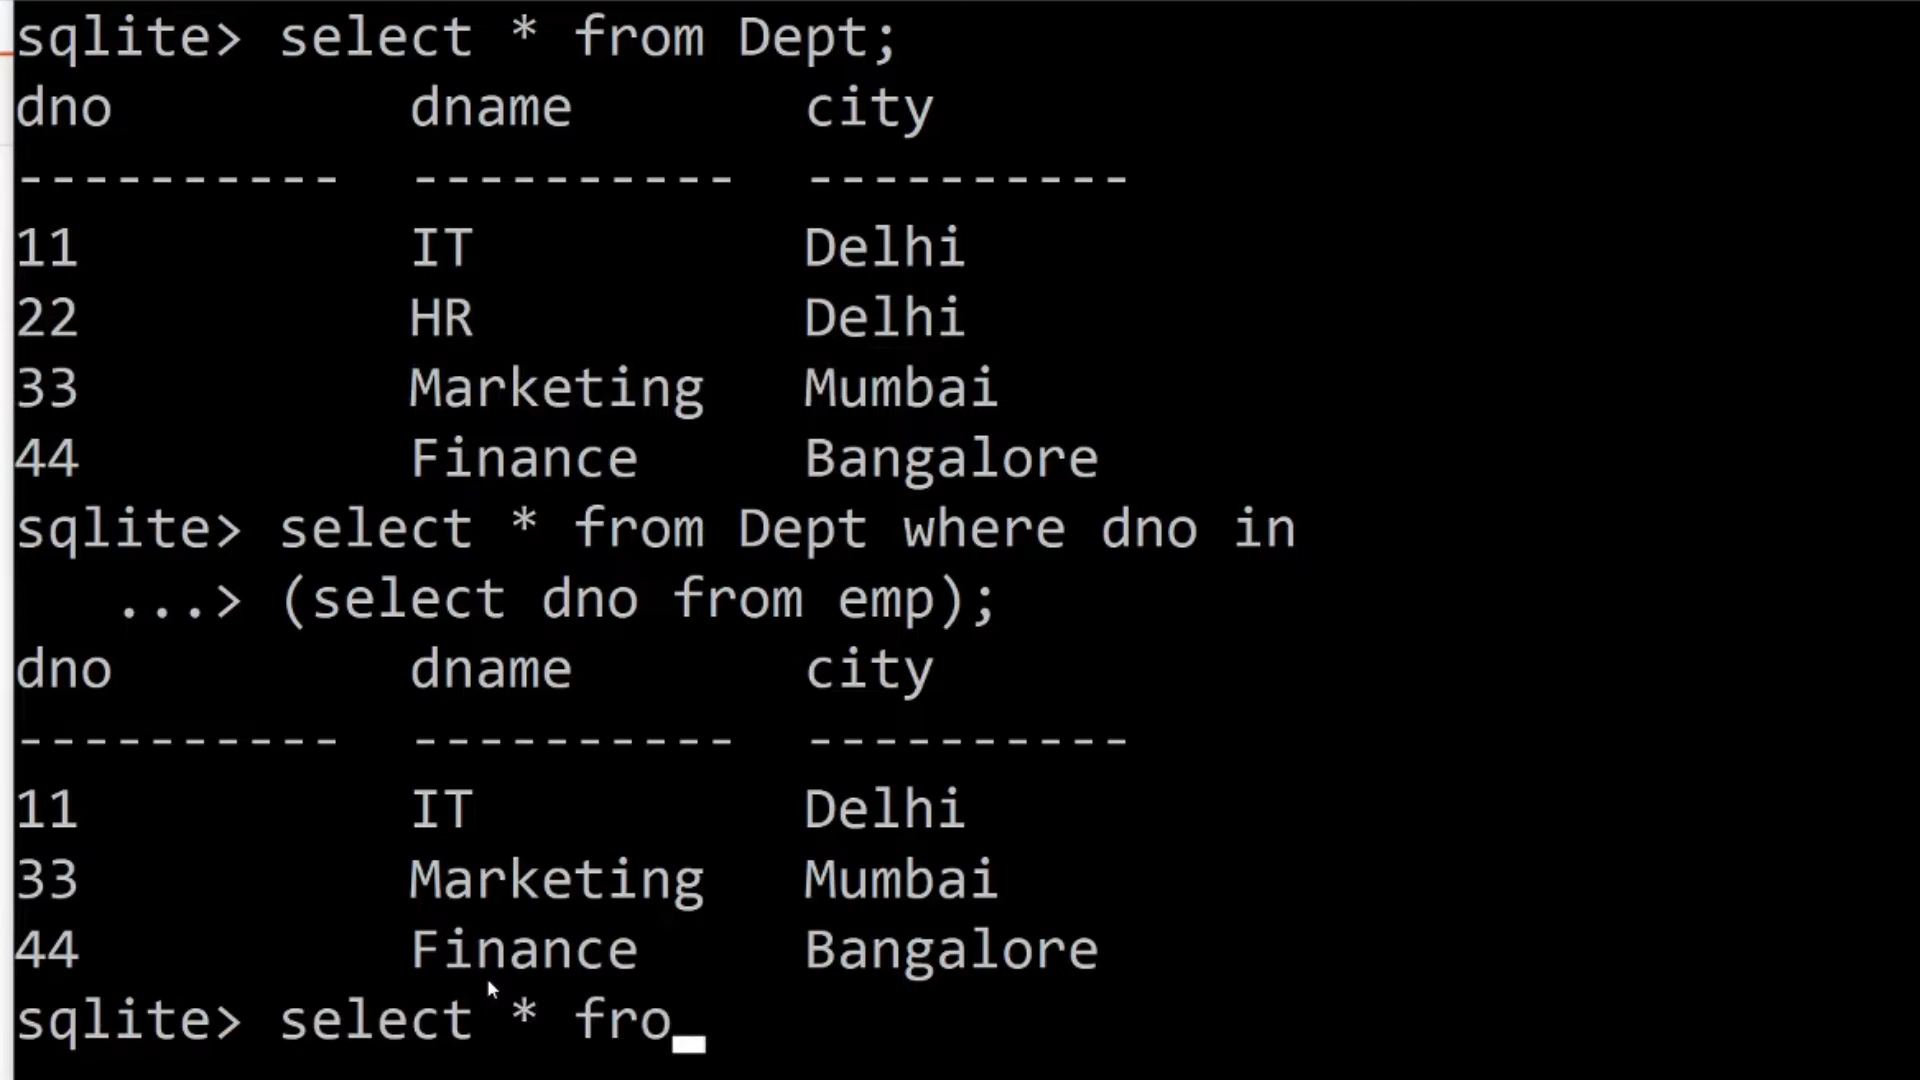 sqlite> select * from Dept;
dno dname city
---------- ---------- ----------
11 IT Delhi
22 HR Delhi
33 Marketing Mumbai
44 Finance Bangalore
sqlite> select * from Dept where dno in
...> (select dno from emp);
dno dname city
---------- ---------- ----------
11 IT Delhi
33 Marketing Mumbai
44 Finance Bangalore
sqlite> select * fro